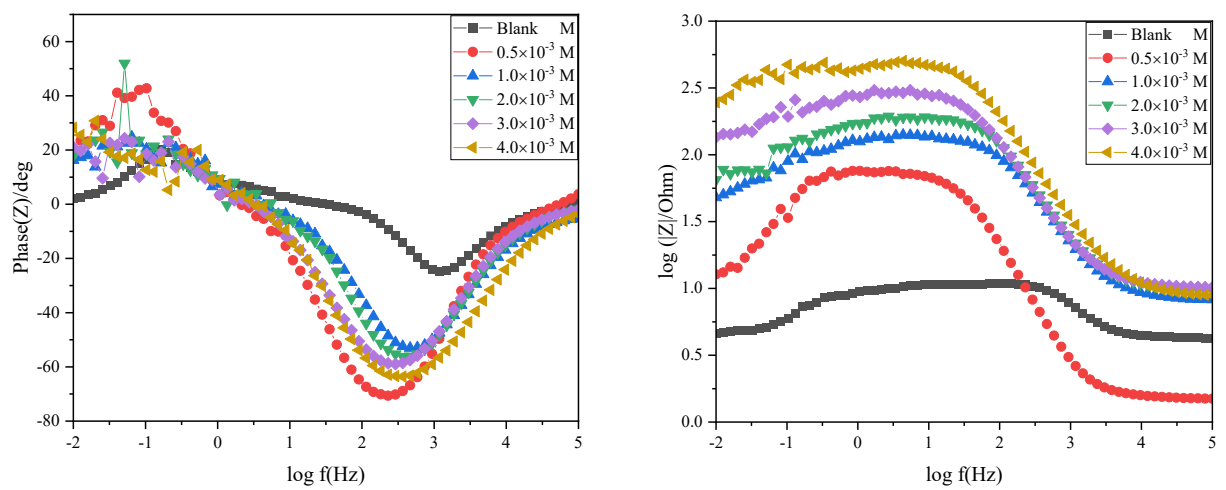 Phase(Z)/deg
60
40
20
0
-20
-40
-60
-80
-2
-1
0
1
2
3
4
5
log f(Hz)
Blank M
0.5×10⁻³ M
1.0×10⁻³ M
2.0×10⁻³ M
3.0×10⁻³ M
4.0×10⁻³ M
log (|Z|/Ohm)
3.0
2.5
2.0
1.5
1.0
0.5
0.0
-2
-1
0
1
2
3
4
5
log f(Hz)
Blank M
0.5×10⁻³ M
1.0×10⁻³ M
2.0×10⁻³ M
3.0×10⁻³ M
4.0×10⁻³ M